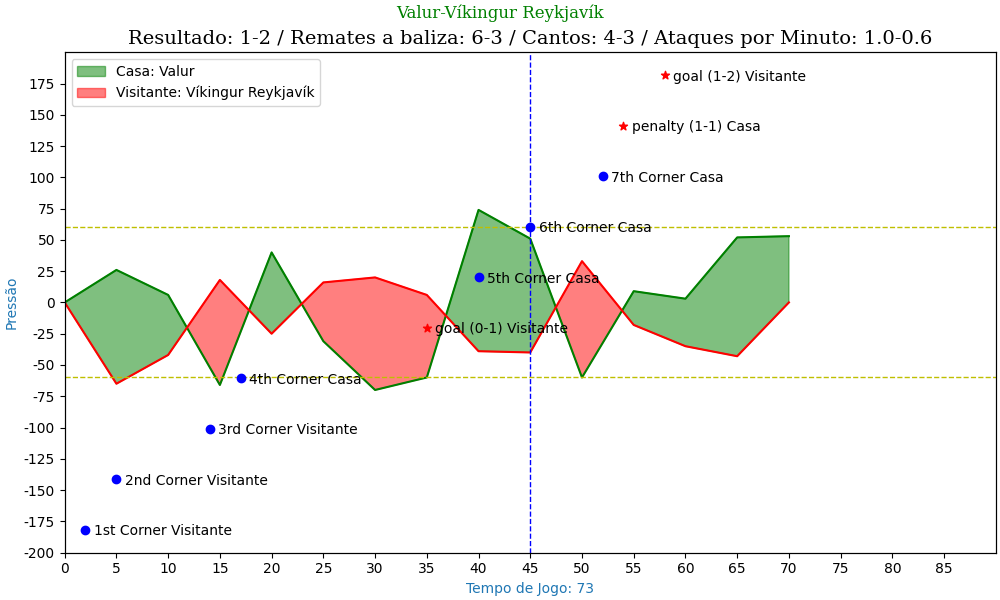 Valur-Víkingur Reykjavík
Resultado: 1-2 / Remates a baliza: 6-3 / Cantos: 4-3 / Ataques por Minuto: 1.0-0.6
Casa: Valur
Visitante: Víkingur Reykjavík
goal (1-2) Visitante
penalty (1-1) Casa
7th Corner Casa
6th Corner Casa
5th Corner Casa
goal (0-1) Visitante
4th Corner Casa
3rd Corner Visitante
2nd Corner Visitante
1st Corner Visitante
Pressão
175
150
125
100
75
50
25
0
-25
-50
-75
-100
-125
-150
-175
-200
0 5 10 15 20 25 30 35 40 45 50 55 60 65 70 75 80 85
Tempo de Jogo: 73